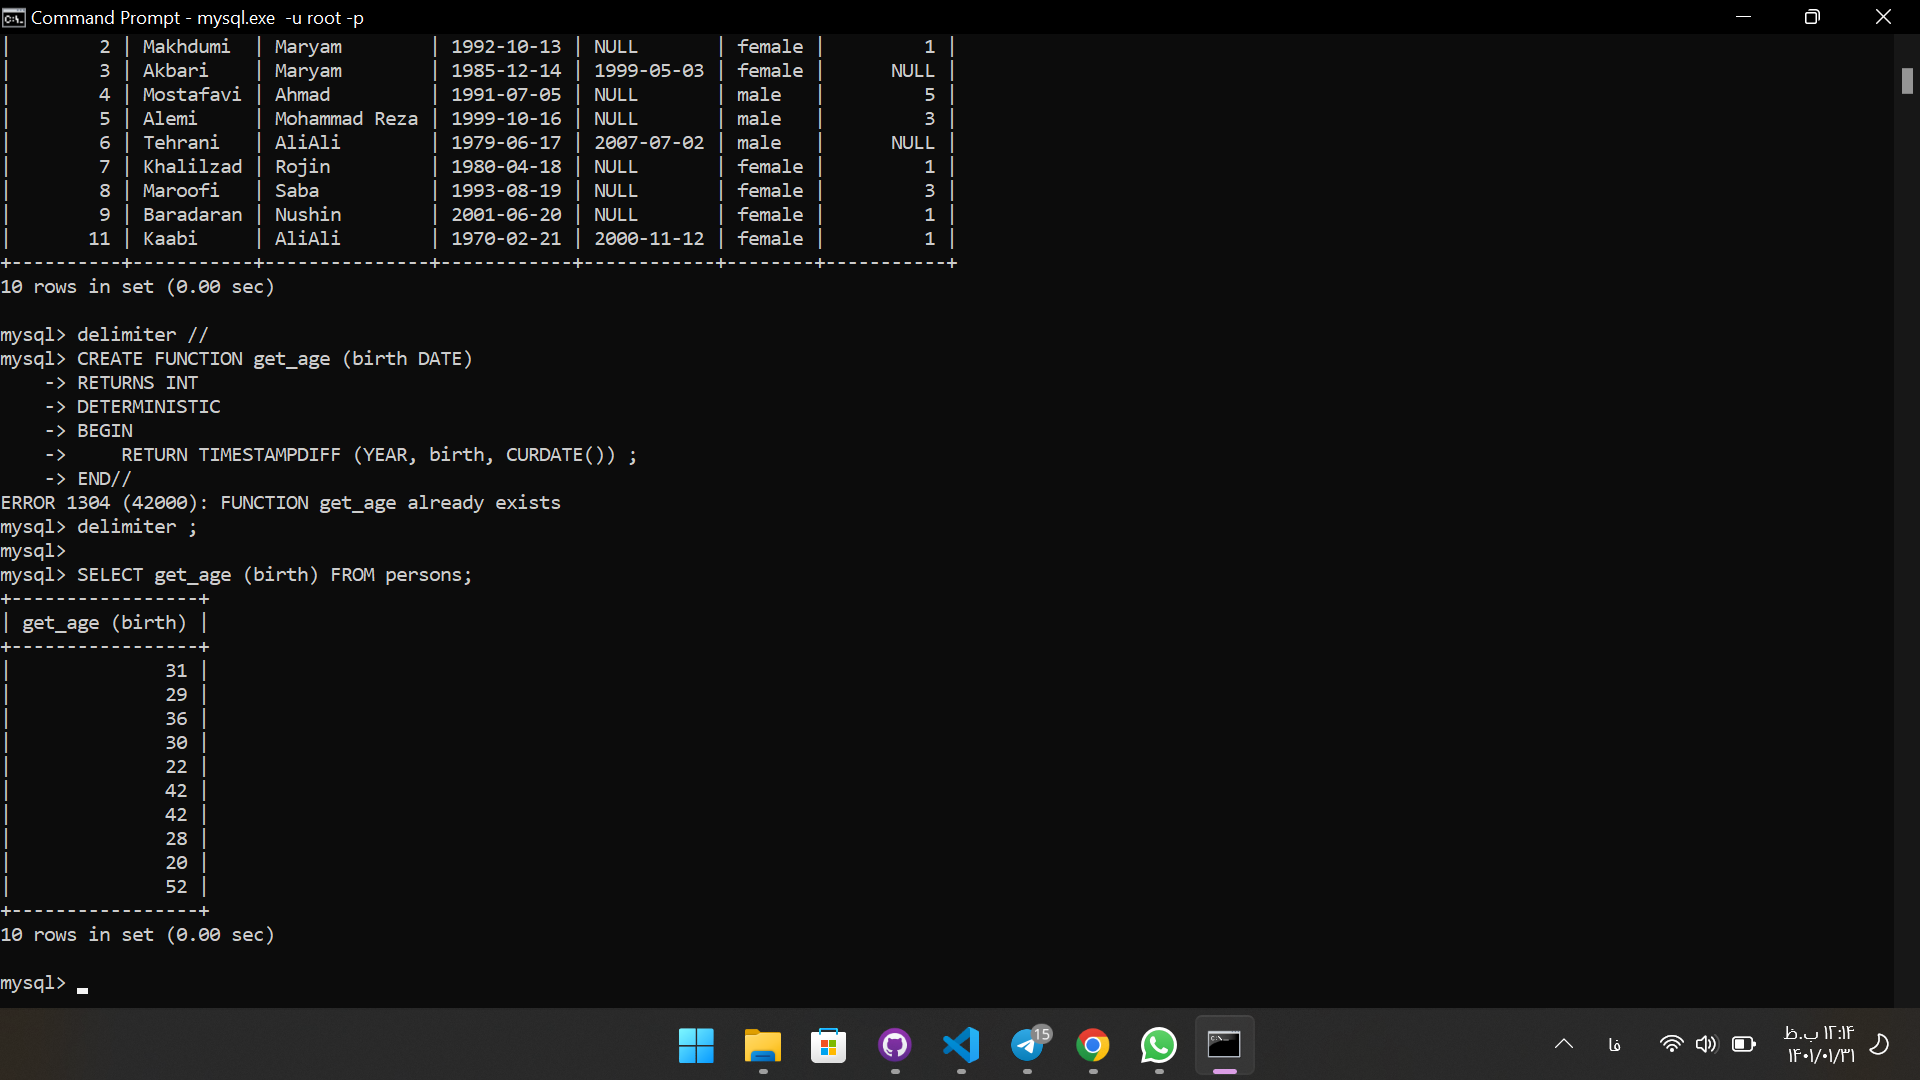 Command Prompt - mysql.exe  -u root -p
|        2 | Makhdumi  | Maryam        | 1992-10-13 | NULL       | female |         1 |
|        3 | Akbari    | Maryam        | 1985-12-14 | 1999-05-03 | female |      NULL |
|        4 | Mostafavi | Ahmad         | 1991-07-05 | NULL       | male   |         5 |
|        5 | Alemi     | Mohammad Reza | 1999-10-16 | NULL       | male   |         3 |
|        6 | Tehrani   | AliAli        | 1979-06-17 | 2007-07-02 | male   |      NULL |
|        7 | Khalilzad | Rojin         | 1980-04-18 | NULL       | female |         1 |
|        8 | Maroofi   | Saba          | 1993-08-19 | NULL       | female |         3 |
|        9 | Baradaran | Nushin        | 2001-06-20 | NULL       | female |         1 |
|       11 | Kaabi     | AliAli        | 1970-02-21 | 2000-11-12 | female |         1 |
+----------+-----------+---------------+------------+------------+--------+-----------+
10 rows in set (0.00 sec)
mysql> delimiter //
mysql> CREATE FUNCTION get_age (birth DATE)
    -> RETURNS INT
    -> DETERMINISTIC
    -> BEGIN
    ->     RETURN TIMESTAMPDIFF (YEAR, birth, CURDATE()) ;
    -> END//
ERROR 1304 (42000): FUNCTION get_age already exists
mysql> delimiter ;
mysql>
mysql> SELECT get_age (birth) FROM persons;
+-----------------+
| get_age (birth) |
+-----------------+
|              31 |
|              29 |
|              36 |
|              30 |
|              22 |
|              42 |
|              42 |
|              28 |
|              20 |
|              52 |
+-----------------+
10 rows in set (0.00 sec)
mysql> _
15
فا
۱۲:۱۴ ب.ظ
۱۴۰۱/۰۱/۳۱